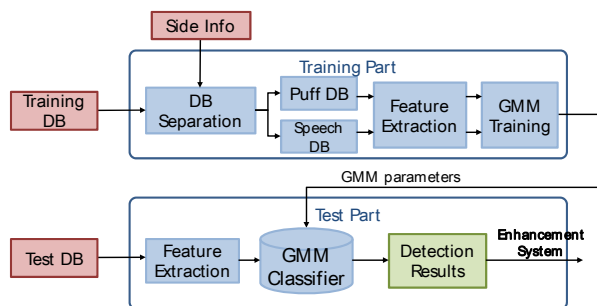 Side Info
Training Part
Training
DB
DB
Separation
Puff DB
Speech
DB
Feature
Extraction
GMM
Training
GMM parameters
Test Part
Test DB
Feature
Extraction
GMM
Classifier
Detection
Results
Enhancement
System